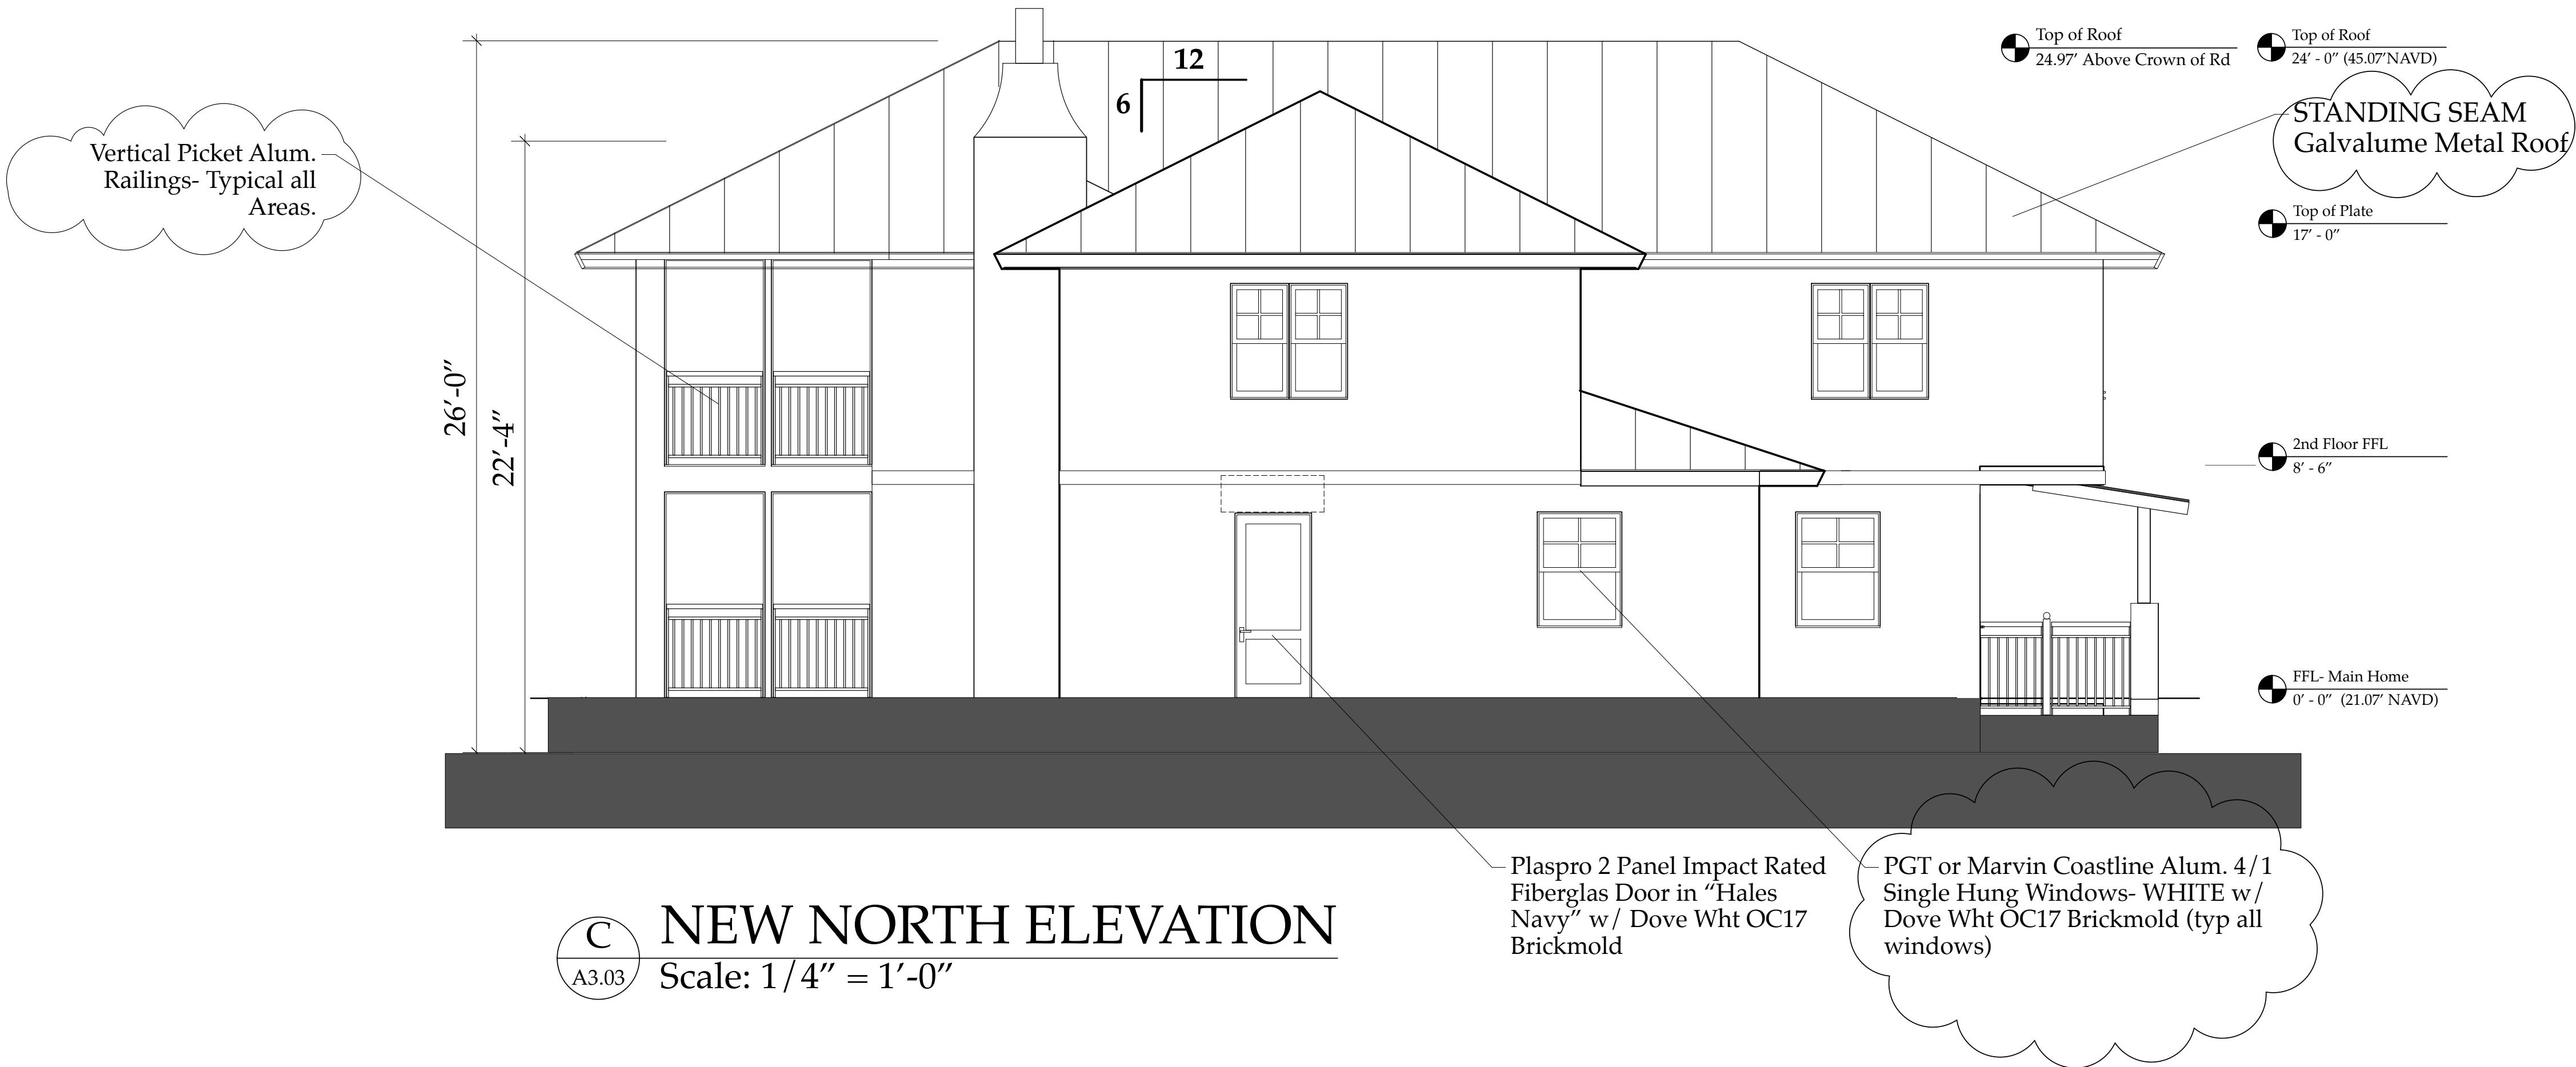 Top of Roof
24.97′ Above Crown of Rd
Top of Roof
24′ - 0″ (45.07′NAVD)
12
6
STANDING SEAM
Galvalume Metal Roof
Vertical Picket Alum.
Railings- Typical all
Areas.
Top of Plate
17′ - 0″
26′-0″
22′-4″
2nd Floor FFL
8′ - 6″
FFL- Main Home
0′ - 0″ (21.07′ NAVD)
Plaspro 2 Panel Impact Rated
Fiberglas Door in “Hales
Navy” w/ Dove Wht OC17
Brickmold
PGT or Marvin Coastline Alum. 4/1
Single Hung Windows- WHITE w/
Dove Wht OC17 Brickmold (typ all
windows)
C
A3.03
NEW NORTH ELEVATION
Scale: 1/4″ = 1′-0″